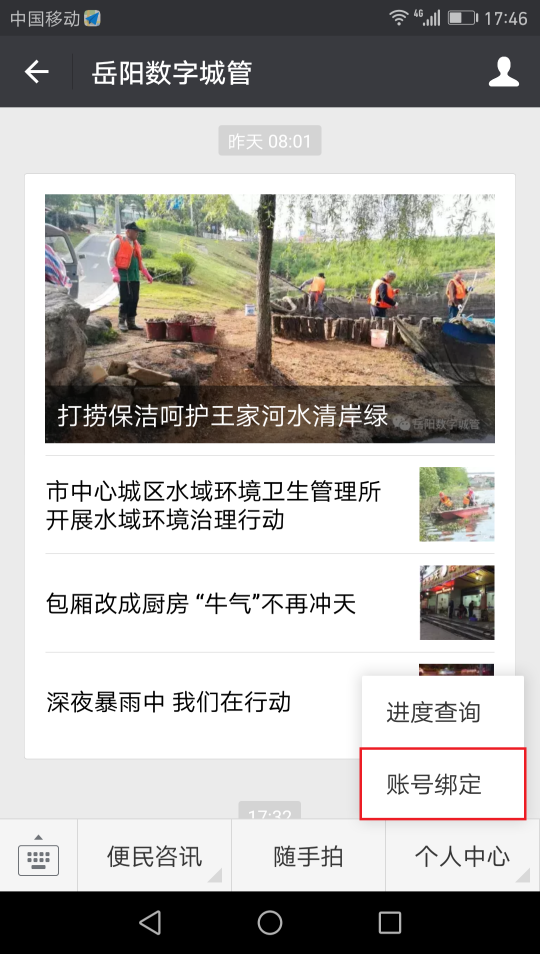 中国移动
4G
17:46
岳阳数字城管
昨天 08:01
打捞保洁呵护王家河水清岸绿
岳阳数字城管
市中心城区水域环境卫生管理所
开展水域环境治理行动
包厢改成厨房 “牛气”不再冲天
深夜暴雨中 我们在行动
进度查询
账号绑定
17:32
便民咨讯
随手拍
个人中心